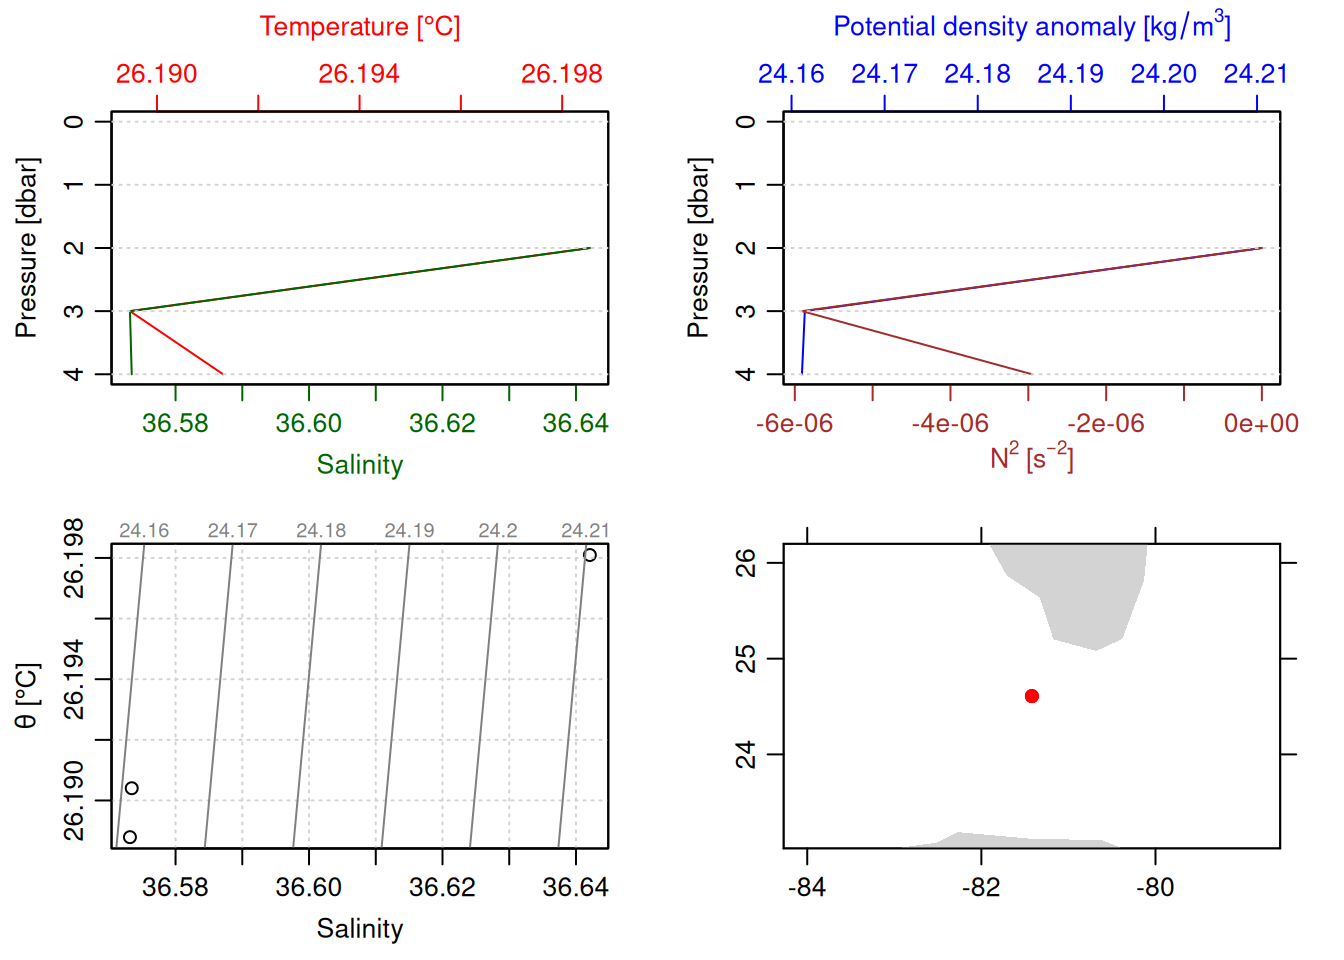 Temperature [°C]
26.190 26.194 26.198
0
1
2
3
4
Pressure [dbar]
36.58 36.60 36.62 36.64
Salinity
Potential density anomaly [kg/m³]
24.16 24.17 24.18 24.19 24.20 24.21
0
1
2
3
4
Pressure [dbar]
-6e-06 -4e-06 -2e-06 0e+00
N² [s⁻²]
24.16 24.17 24.18 24.19 24.2 24.21
26.198
26.194
26.190
θ [°C]
36.58 36.60 36.62 36.64
Salinity
26
25
24
-84 -82 -80